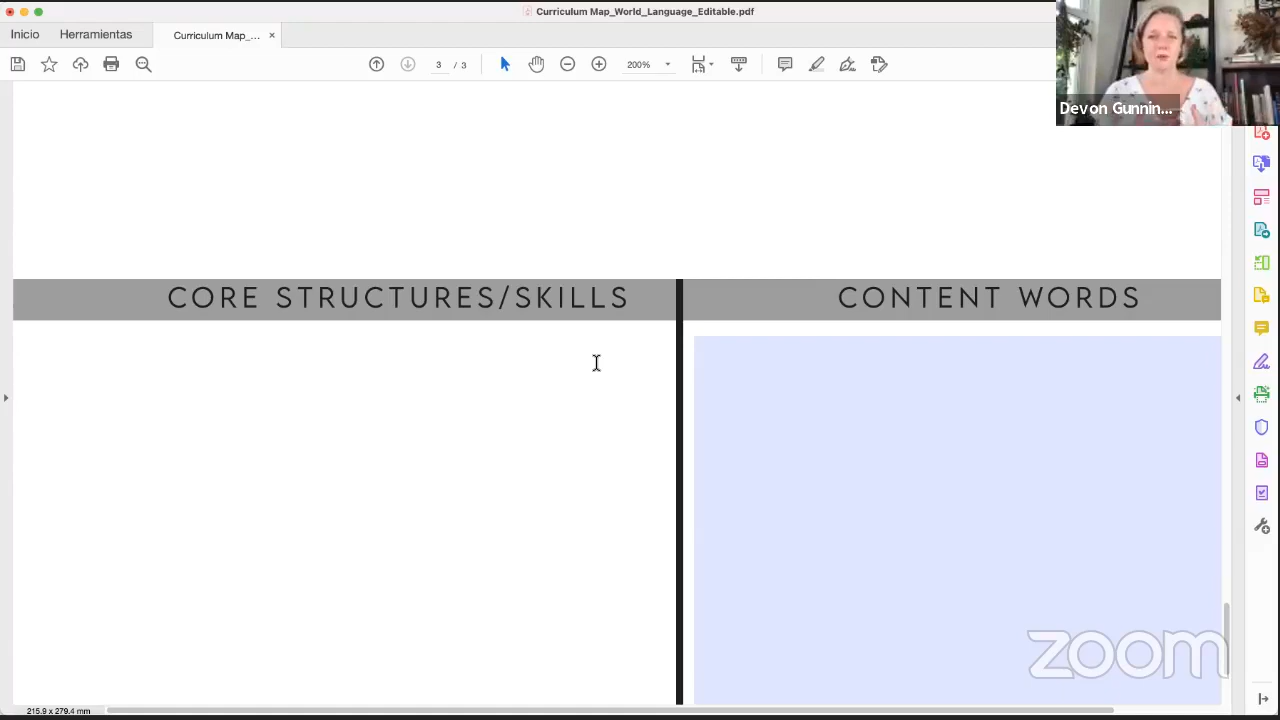 Curriculum Map_World_Language_Editable.pdf
Inicio
Herramientas
Curriculum Map_...
3 / 3
200%
Devon Gunnin...
CORE STRUCTURES/SKILLS
CONTENT WORDS
zoom
215.9 x 279.4 mm